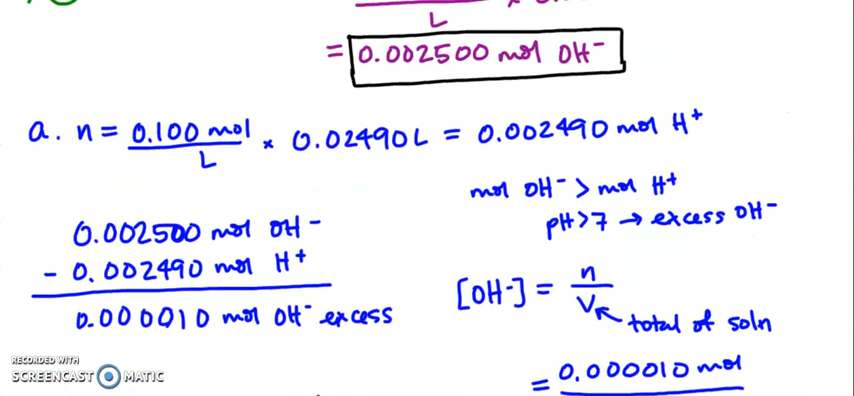 L
= 0.002500 mol OH⁻
a. n = 0.100 mol / L × 0.02490L = 0.002490 mol H⁺
mol OH⁻ > mol H⁺
pH>7 → excess OH⁻
0.002500 mol OH⁻
- 0.002490 mol H⁺
0.000010 mol OH⁻ excess
[OH⁻] = n / V
total of soln
= 0.000010 mol
RECORDED WITH
SCREENCAST MATIC